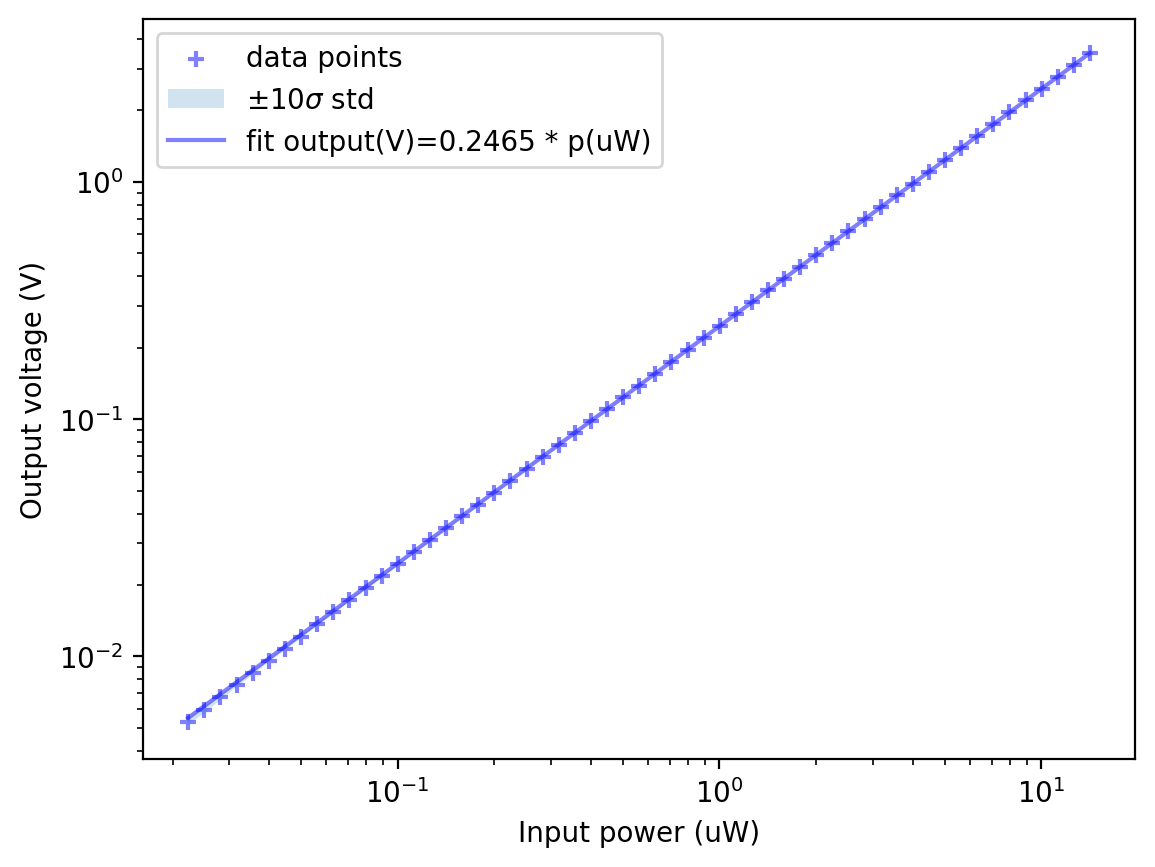 data points
±10σ std
fit output(V)=0.2465 * p(uW)
10⁰
10⁻¹
10⁻²
Output voltage (V)
10⁻¹
10⁰
10¹
Input power (uW)